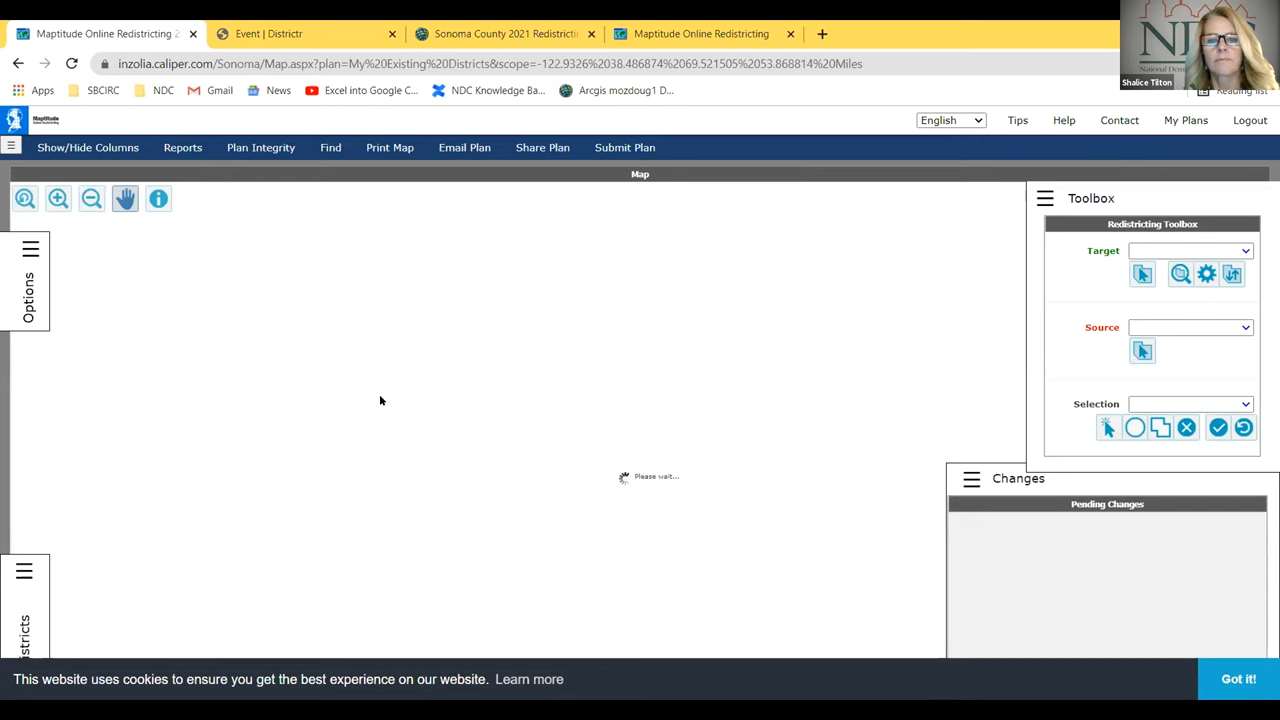 Maptitude Online Redistricting 2
Event | Districtr
Sonoma County 2021 Redistrictin
Maptitude Online Redistricting
inzolia.caliper.com/Sonoma/Map.aspx?plan=My%20Existing%20Districts&scope=-122.9326%2038.486874%2069.521505%2053.868814%20Miles
Apps
SBCIRC
NDC
Gmail
News
Excel into Google C...
NDC Knowledge Ba...
Arcgis mozdoug1 D...
Reading list
Shalice Tilton
Maptitude
English
Tips
Help
Contact
My Plans
Logout
Show/Hide Columns
Reports
Plan Integrity
Find
Print Map
Email Plan
Share Plan
Submit Plan
Map
Toolbox
Redistricting Toolbox
Target
Options
Source
Selection
Please wait...
Changes
Pending Changes
istricts
This website uses cookies to ensure you get the best experience on our website. Learn more
Got it!